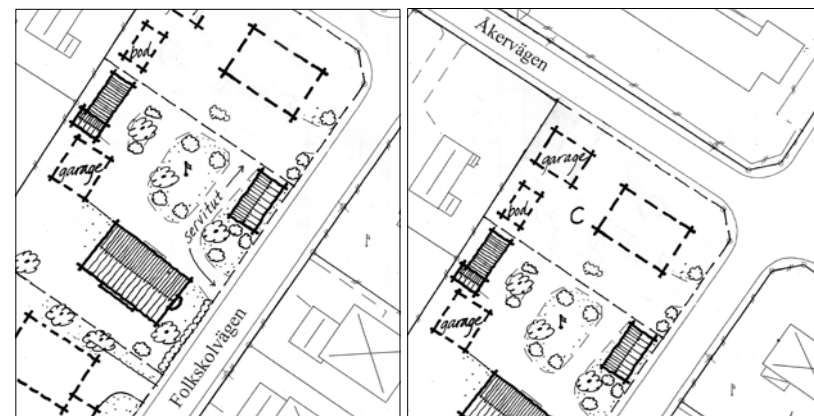 bod
garage
servitut
Folkskolvägen
Åkervägen
garage
bod
C
garage